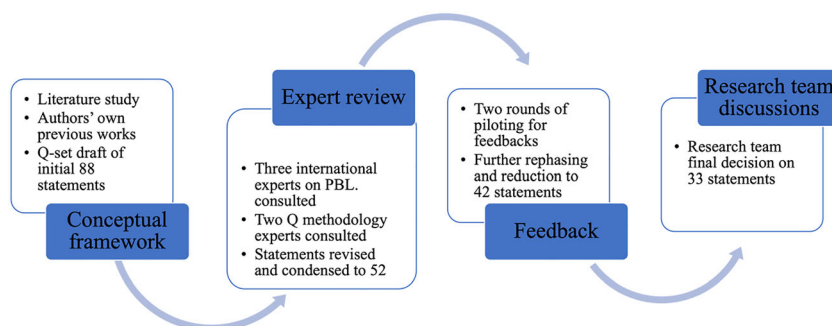 • Literature study
• Authors' own
previous works
• Q-set draft of
initial 88
statements
Conceptual
framework
Expert review
• Three international
experts on PBL.
consulted
• Two Q methodology
experts consulted
• Statements revised
and condensed to 52
• Two rounds of
piloting for
feedbacks
• Further rephasing
and reduction to
42 statements
Feedback
Research team
discussions
• Research team
final decision on
33 statements